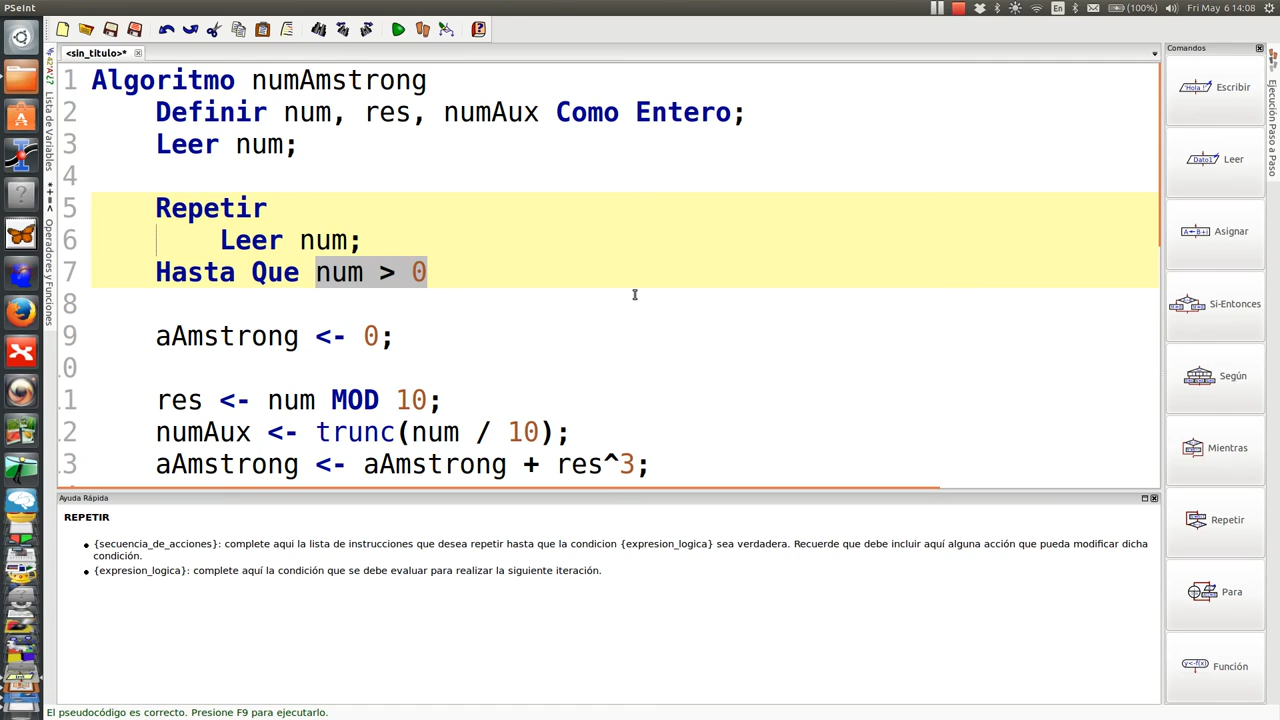 PSeInt
En
(100%)
Fri May 6 14:08
<sin_titulo>*
Comandos
Lista de Variables
Operadores y Funciones
1 Algoritmo numAmstrong
2 Definir num, res, numAux Como Entero;
3 Leer num;
4
5 Repetir
6 Leer num;
7 Hasta Que num > 0
8
9 aAmstrong <- 0;
.0
.1 res <- num MOD 10;
.2 numAux <- trunc(num / 10);
.3 aAmstrong <- aAmstrong + res^3;
Escribir
Leer
Asignar
Si-Entonces
Según
Mientras
Repetir
Para
Función
Ejecución Paso a Paso
Ayuda Rápida
REPETIR
{secuencia_de_acciones}: complete aqui la lista de instrucciones que deben repetir hasta que la condicion {expresion_logica} sea verdadera. Recuerde que debe incluir aquí alguna acción que pueda modificar dicha
condición.
{expresion_logica}: complete aquí la condición que se debe evaluar para realizar la siguiente iteración.
El pseudocódigo es correcto. Presione F9 para ejecutarlo.